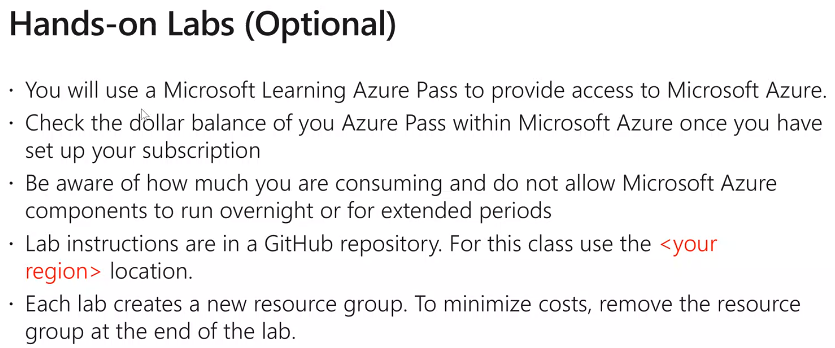 Hands-on Labs (Optional)
· You will use a Microsoft Learning Azure Pass to provide access to Microsoft Azure.
· Check the dollar balance of you Azure Pass within Microsoft Azure once you have
set up your subscription
· Be aware of how much you are consuming and do not allow Microsoft Azure
components to run overnight or for extended periods
· Lab instructions are in a GitHub repository. For this class use the <your
region> location.
· Each lab creates a new resource group. To minimize costs, remove the resource
group at the end of the lab.